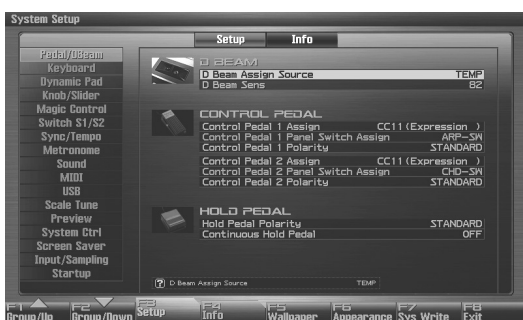 System Setup
Setup Info
Pedal/DBeam
Keyboard
Dynamic Pad
Knob/Slider
Magic Control
Switch S1/S2
Sync/Tempo
Metronome
Sound
MIDI
USB
Scale Tune
Preview
System Ctrl
Screen Saver
Input/Sampling
Startup
D BEAM
D Beam Assign Source TEMP
D Beam Sens 82
CONTROL PEDAL
Control Pedal 1 Assign CC11(Expression )
Control Pedal 1 Panel Switch Assign ARP-SW
Control Pedal 1 Polarity STANDARD
Control Pedal 2 Assign CC11(Expression )
Control Pedal 2 Panel Switch Assign CHD-SW
Control Pedal 2 Polarity STANDARD
HOLD PEDAL
Hold Pedal Polarity STANDARD
Continuous Hold Pedal OFF
? D Beam Assign Source TEMP
F1 F2 F3 F4 F5 F6 F7 F8
Group/Up Group/Down Setup Info Wallpaper Appearance Sys Write Exit